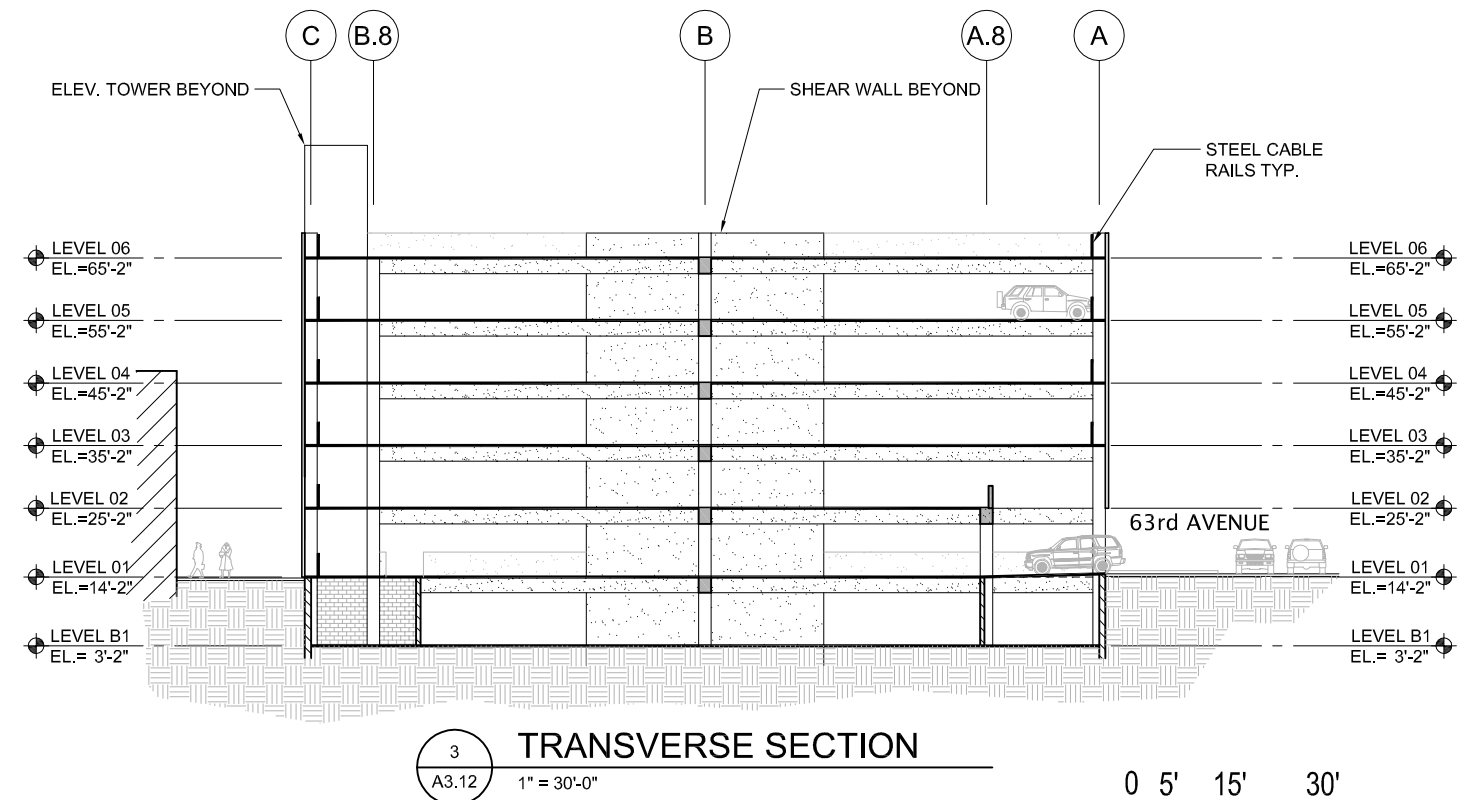 C B.8 B A.8 A
ELEV. TOWER BEYOND
SHEAR WALL BEYOND
STEEL CABLE
RAILS TYP.
LEVEL 06
EL.=65'-2"
LEVEL 06
EL.=65'-2"
LEVEL 05
EL.=55'-2"
LEVEL 05
EL.=55'-2"
LEVEL 04
EL.=45'-2"
LEVEL 04
EL.=45'-2"
LEVEL 03
EL.=35'-2"
LEVEL 03
EL.=35'-2"
LEVEL 02
EL.=25'-2"
LEVEL 02
EL.=25'-2"
63rd AVENUE
LEVEL 01
EL.=14'-2"
LEVEL 01
EL.=14'-2"
LEVEL B1
EL.= 3'-2"
LEVEL B1
EL.= 3'-2"
3
A3.12
TRANSVERSE SECTION
1" = 30'-0"
0 5' 15' 30'